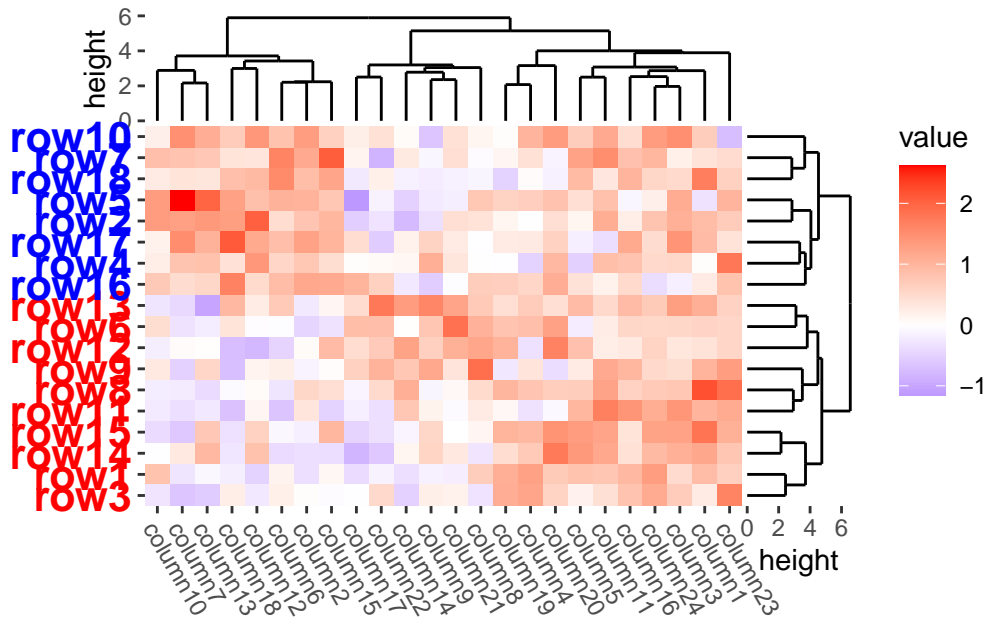 6
4
2
0
height
row10
row7
row18
row5
row2
row17
row4
row16
row13
row6
row12
row9
row8
row11
row15
row14
row1
row3
column10
column7
column13
column18
column12
column6
column2
column15
column17
column22
column14
column9
column21
column8
column19
column4
column20
column5
column11
column16
column24
column3
column1
column23
0 2 4 6
height
value
2
1
0
−1